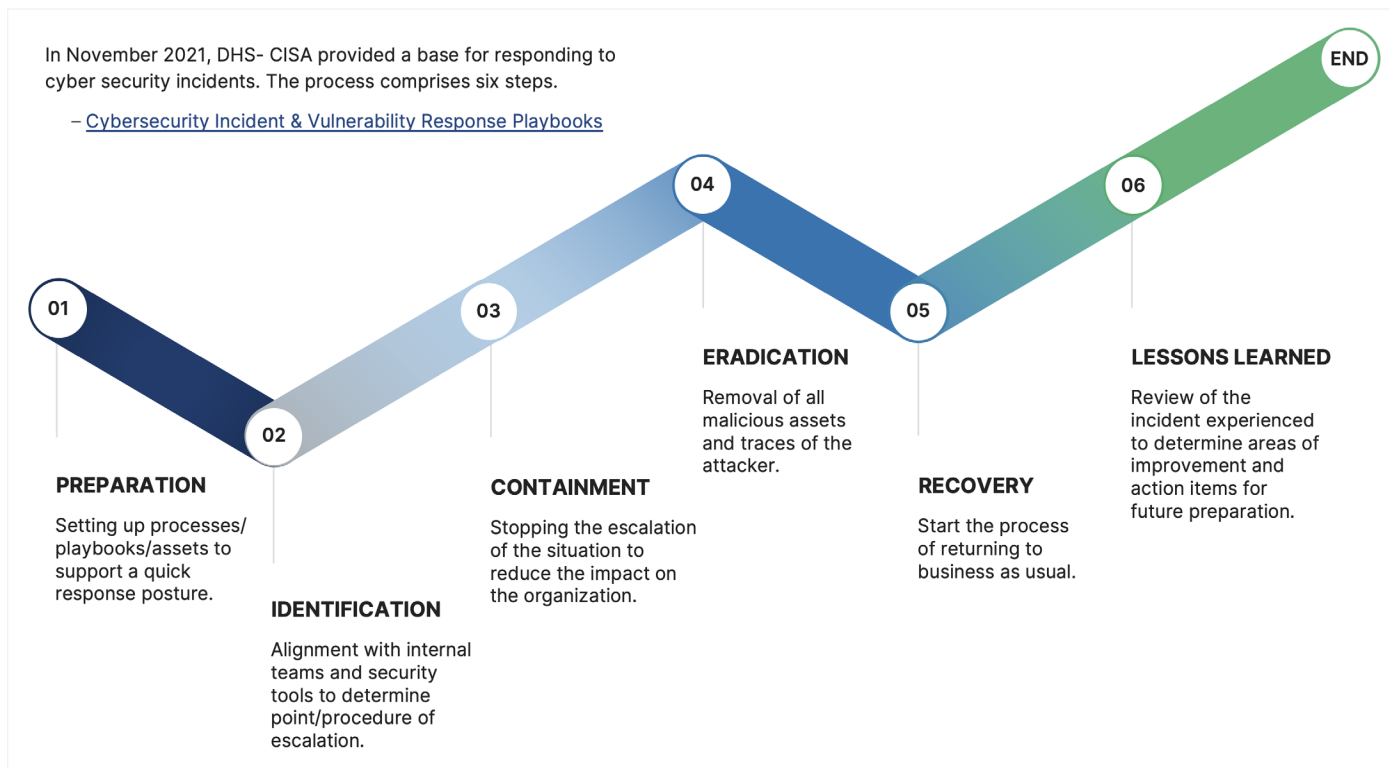 In November 2021, DHS- CISA provided a base for responding to
cyber security incidents. The process comprises six steps.
– Cybersecurity Incident & Vulnerability Response Playbooks
01
PREPARATION
Setting up processes/
playbooks/assets to
support a quick
response posture.
02
IDENTIFICATION
Alignment with internal
teams and security
tools to determine
point/procedure of
escalation.
03
CONTAINMENT
Stopping the escalation
of the situation to
reduce the impact on
the organization.
04
ERADICATION
Removal of all
malicious assets
and traces of the
attacker.
05
RECOVERY
Start the process
of returning to
business as usual.
06
LESSONS LEARNED
Review of the
incident experienced
to determine areas of
improvement and
action items for
future preparation.
END